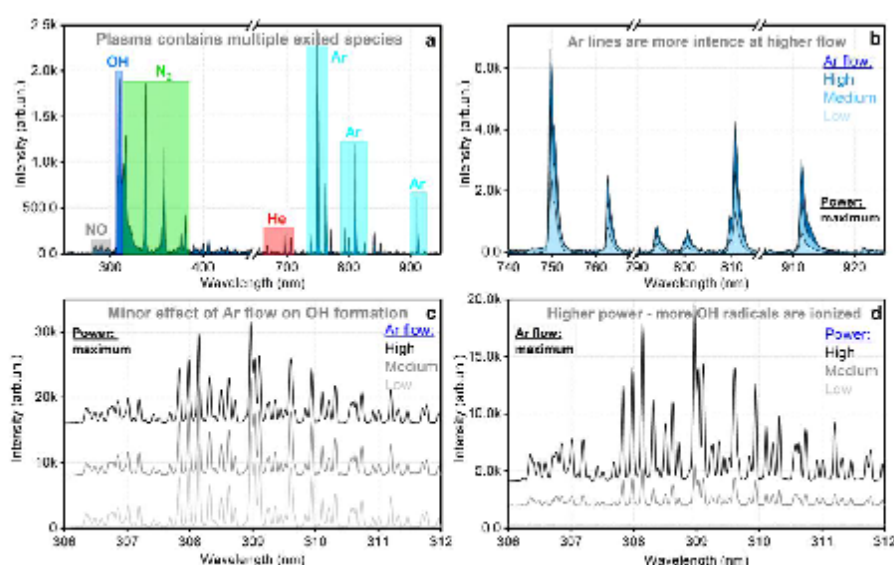 Plasma contains multiple exited species
a
2.5k
2.0k
1.5k
1.0k
500.0
0.0
Intensity (arb.un.)
OH
N2
Ar
Ar
Ar
NO
He
300
400
700
800
900
Wavelength (nm)
Ar lines are more intence at higher flow
b
6.0k
4.0k
2.0k
0.0
Intensity (arb.un.)
Ar flow:
High
Medium
Low
Power:
maximum
740
750
760
790
800
810
910
920
Wavelength (nm)
Minor effect of Ar flow on OH formation
c
30k
20k
10k
0
Intensity (arb.un.)
Power:
maximum
Ar flow:
High
Medium
Low
306
307
308
309
310
311
312
Wavelength (nm)
Higher power - more OH radicals are ionized
d
20.0k
15.0k
10.0k
5.0k
0.0
Intensity (arb.un.)
Ar flow:
maximum
Power:
High
Medium
Low
306
307
308
309
310
311
312
Wavelength (nm)